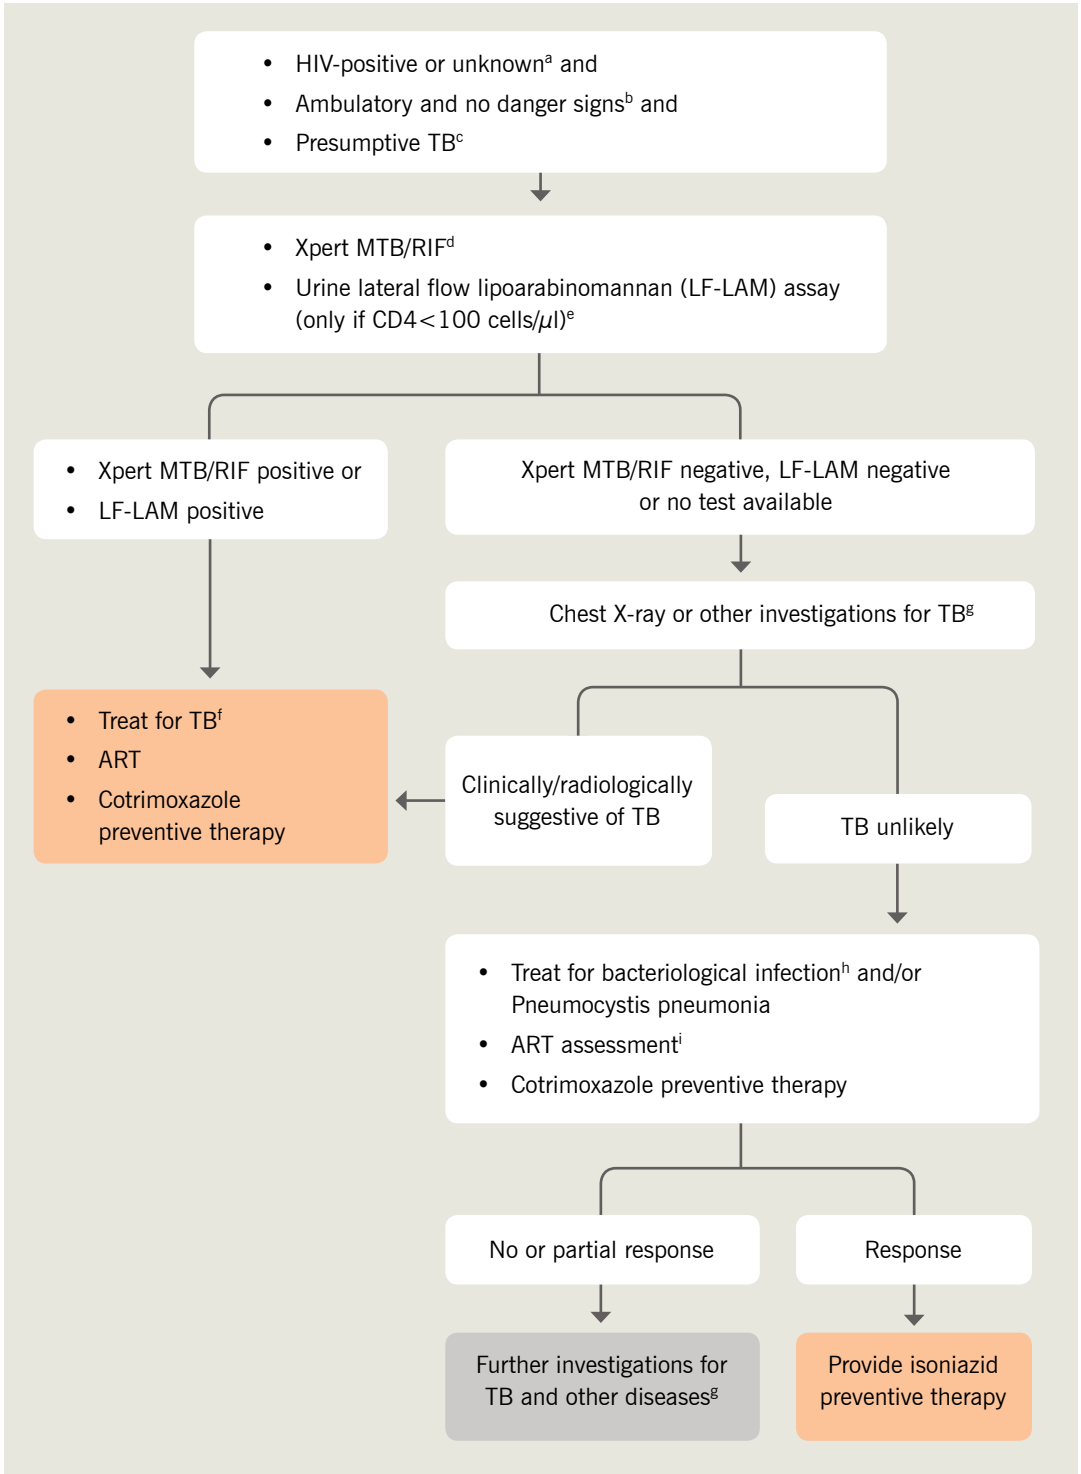 • HIV-positive or unknownᵃ and
• Ambulatory and no danger signsᵇ and
• Presumptive TBᶜ
• Xpert MTB/RIFᵈ
• Urine lateral flow lipoarabinomannan (LF-LAM) assay
(only if CD4<100 cells/µl)ᵉ
• Xpert MTB/RIF positive or
• LF-LAM positive
Xpert MTB/RIF negative, LF-LAM negative
or no test available
Chest X-ray or other investigations for TBᵍ
• Treat for TBᶠ
• ART
• Cotrimoxazole
preventive therapy
Clinically/radiologically
suggestive of TB
TB unlikely
• Treat for bacteriological infectionʰ and/or
Pneumocystis pneumonia
• ART assessmentⁱ
• Cotrimoxazole preventive therapy
No or partial response
Response
Further investigations for
TB and other diseasesᵍ
Provide isoniazid
preventive therapy